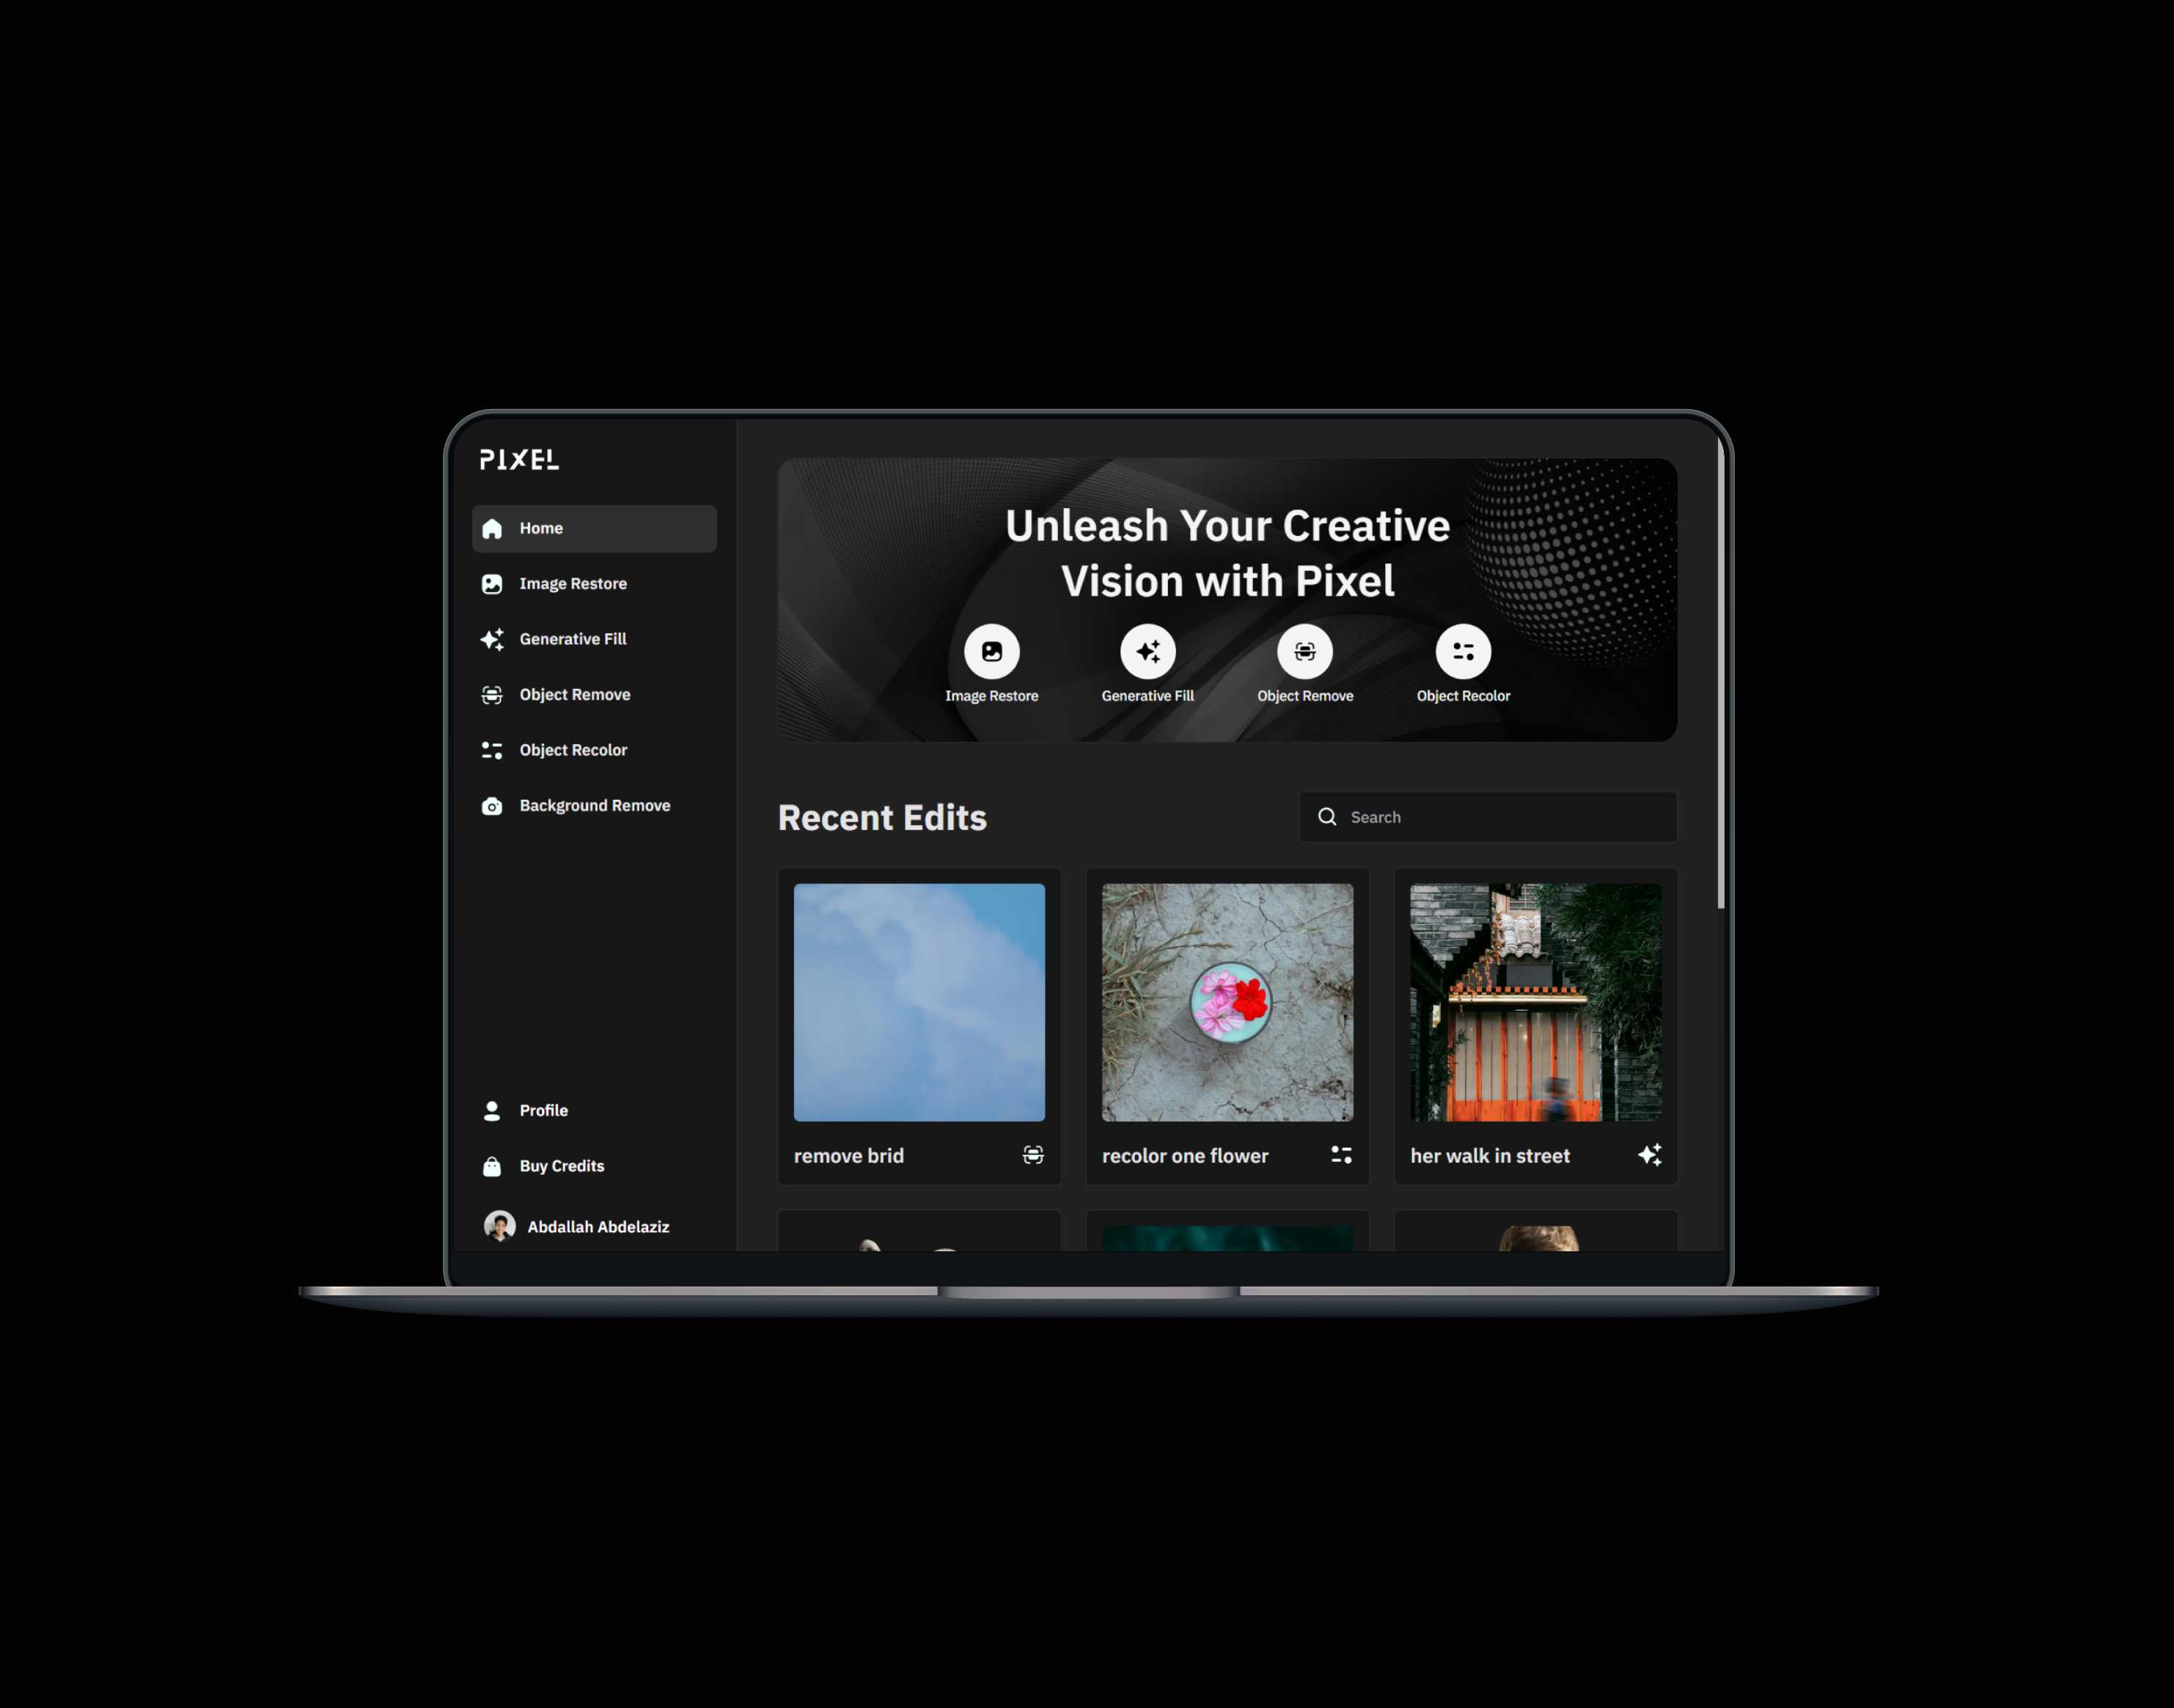 PIXEL
Home
Image Restore
Generative Fill
Object Remove
Object Recolor
Background Remove
Profile
Buy Credits
Abdallah Abdelaziz
Unleash Your Creative
Vision with Pixel
Image Restore
Generative Fill
Object Remove
Object Recolor
Recent Edits
Search
remove brid
recolor one flower
her walk in street